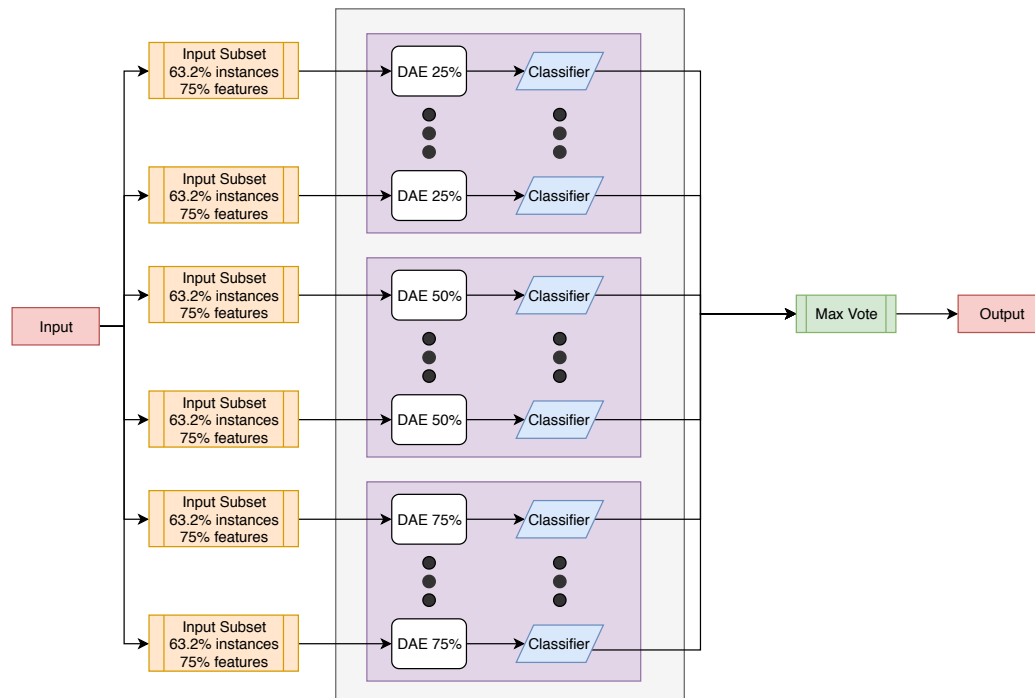 Input Subset
63.2% instances
75% features
DAE 25%
Classifier
Input Subset
63.2% instances
75% features
DAE 25%
Classifier
Input Subset
63.2% instances
75% features
DAE 50%
Classifier
Input
Max Vote
Output
Input Subset
63.2% instances
75% features
DAE 50%
Classifier
Input Subset
63.2% instances
75% features
DAE 75%
Classifier
Input Subset
63.2% instances
75% features
DAE 75%
Classifier